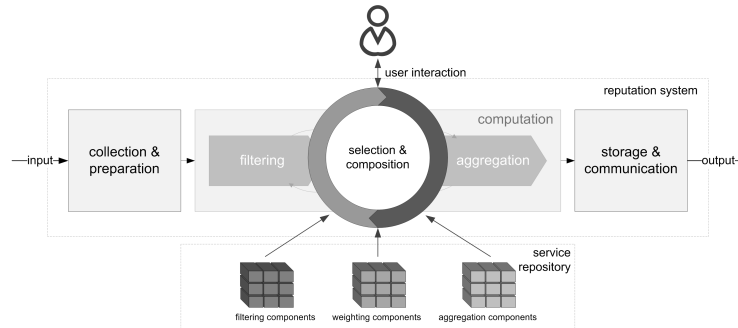 user interaction
reputation system
computation
input
collection &
preparation
filtering
selection &
composition
aggregation
storage &
communication
output
service
repository
filtering components
weighting components
aggregation components